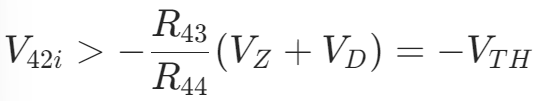 $V_{42i} > -\frac{R_{43}}{R_{44}}(V_Z + V_D) = -V_{TH}$